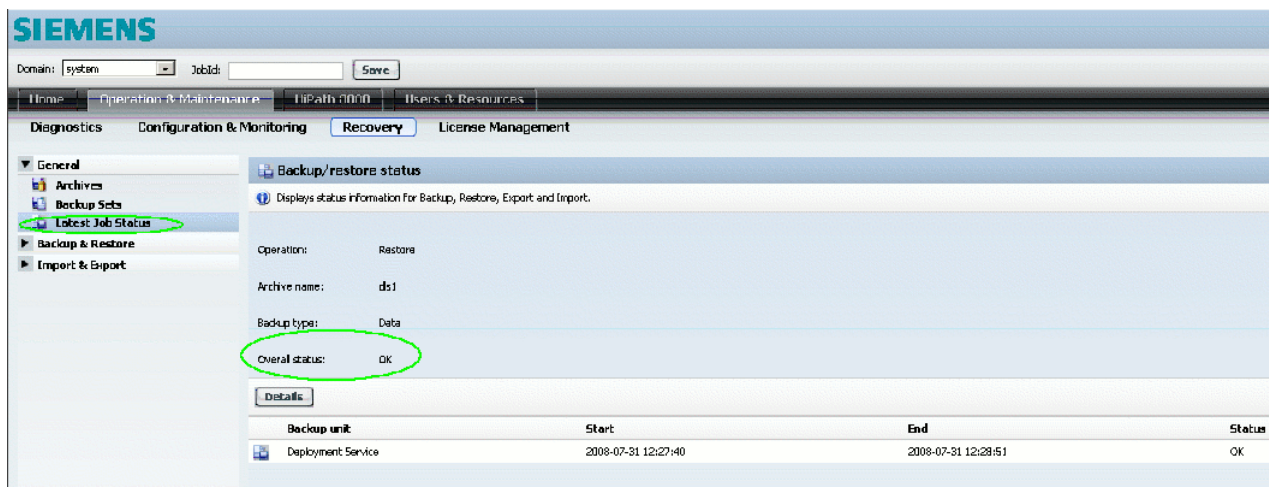 SIEMENS
Domain: system JobId: Save
Home Operation & Maintenance HiPath 8000 Users & Resources
Diagnostics Configuration & Monitoring Recovery License Management
General
Archives
Backup Sets
Latest Job Status
Backup & Restore
Import & Export
Backup/restore status
Displays status information for Backup, Restore, Export and Import.
Operation: Restore
Archive name: ds1
Backup type: Data
Overal status: OK
Details
Backup unit Start End Status
Deployment Service 2008-07-31 12:27:40 2008-07-31 12:28:51 OK